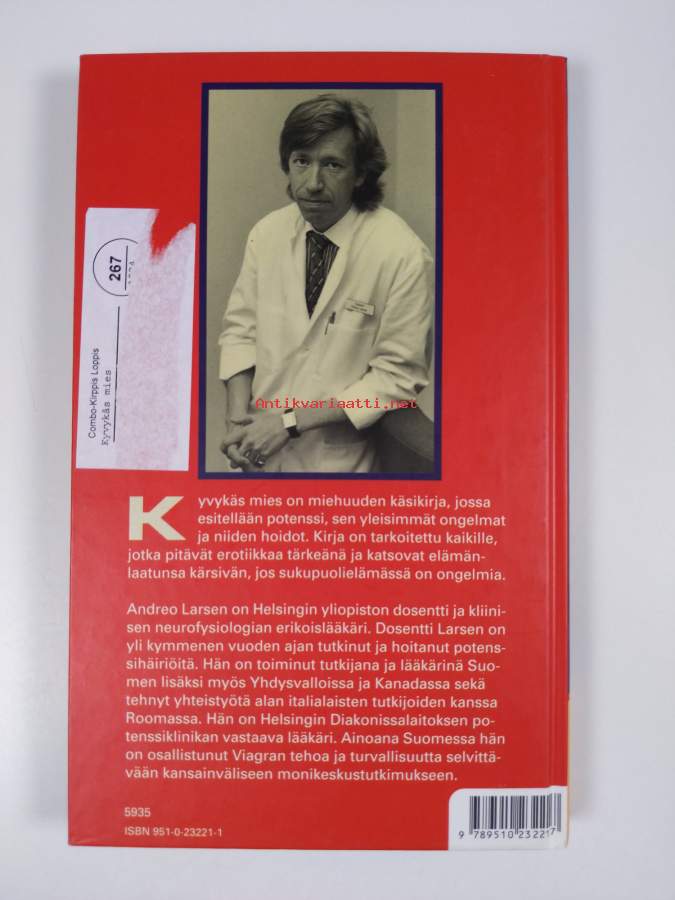 267
Combo-Kirppis Loppis
Kyvykäs mies
Antikvariaatti.net
Kyvykäs mies on miehuuden käsikirja, jossa
esitellään potenssi, sen yleisimmät ongelmat
ja niiden hoidot. Kirja on tarkoitettu kaikille,
jotka pitävät erotiikkaa tärkeänä ja katsovat elämän-
laatunsa kärsivän, jos sukupuolielämässä on ongelmia.
Andreo Larsen on Helsingin yliopiston dosentti ja kliini-
sen neurofysiologian erikoislääkäri. Dosentti Larsen on
yli kymmenen vuoden ajan tutkinut ja hoitanut potens-
sihäiriöitä. Hän on toiminut tutkijana ja lääkärinä Suo-
men lisäksi myös Yhdysvalloissa ja Kanadassa sekä
tehnyt yhteistyötä alan italialaisten tutkijoiden kanssa
Roomassa. Hän on Helsingin Diakonissalaitoksen po-
tenssiklinikan vastaava lääkäri. Ainoana Suomessa hän
on osallistunut Viagran tehoa ja turvallisuutta selvittä-
vään kansainväliseen monikeskustutkimukseen.
5935
ISBN 951-0-23221-1
9 789510 232217